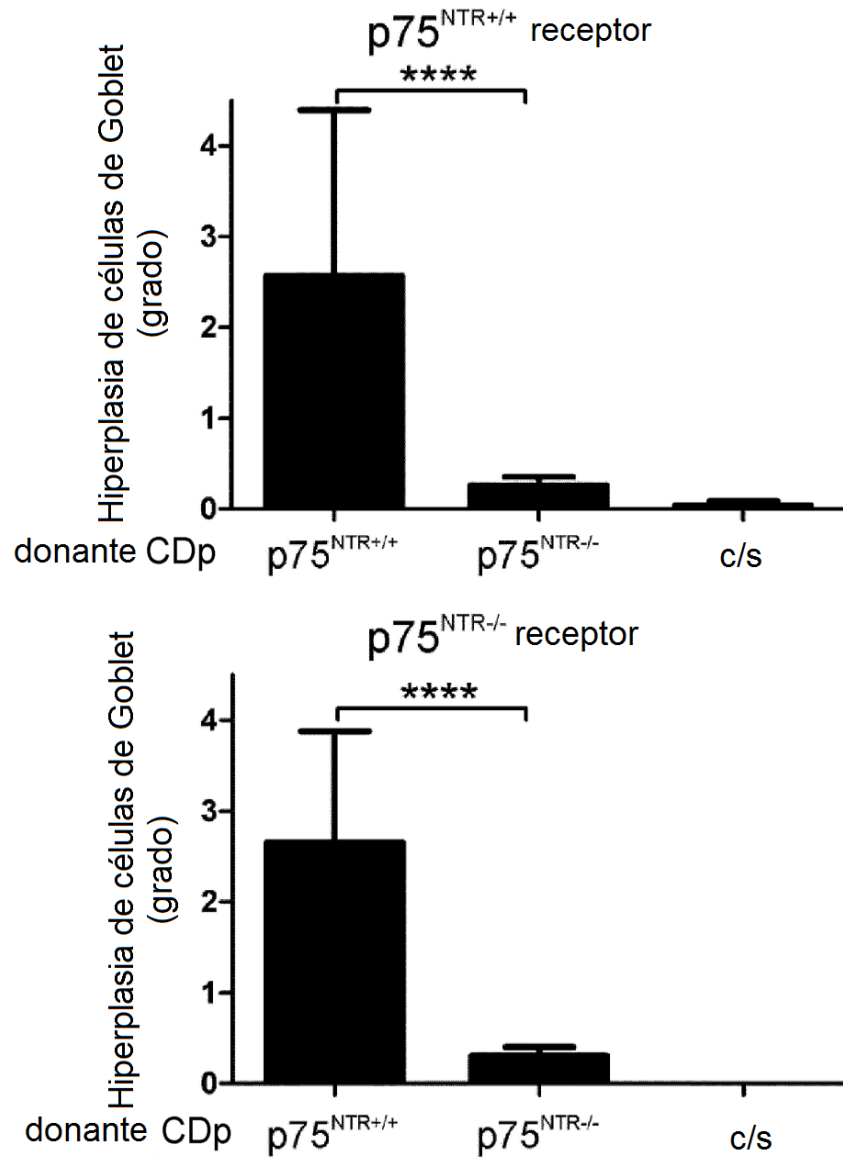 p75NTR+/+ receptor
****
Hiperplasia de células de Goblet
(grado)
4
3
2
1
0
donante CDp p75NTR+/+ p75NTR-/- c/s
p75NTR-/- receptor
****
Hiperplasia de células de Goblet
(grado)
4
3
2
1
0
donante CDp p75NTR+/+ p75NTR-/- c/s